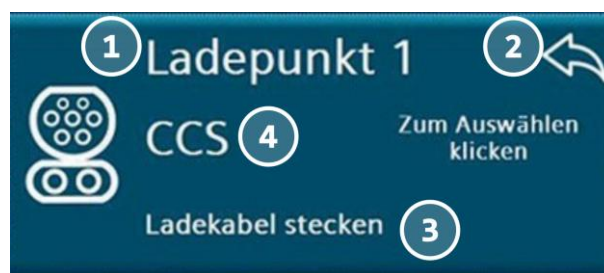 1 Ladepunkt 1 2
CCS 4
Zum Auswählen
klicken
Ladekabel stecken 3